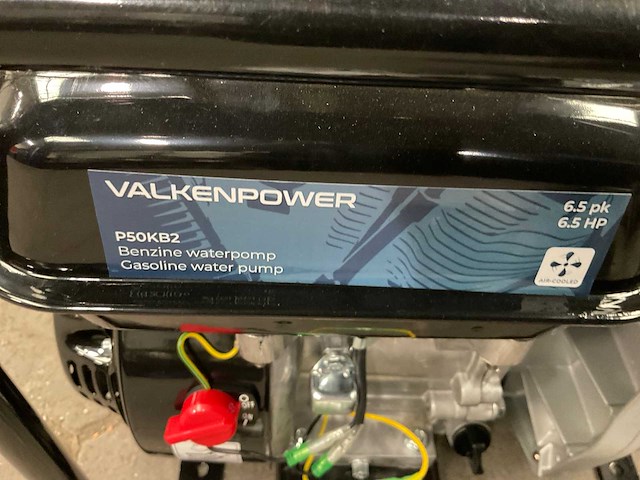 VALKENPOWER
6.5 pk
6.5 HP
P50KB2
Benzine waterpomp
Gasoline water pump
AIR-COOLED